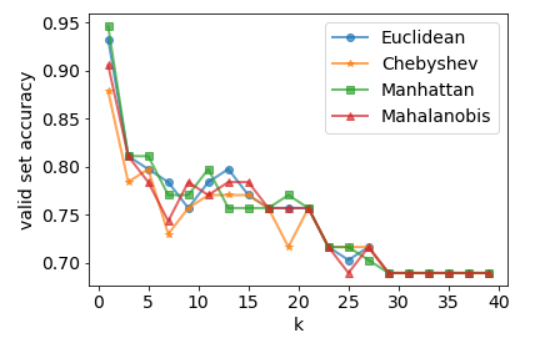 0.95
0.90
0.85
0.80
0.75
0.70
valid set accuracy
Euclidean
Chebyshev
Manhattan
Mahalanobis
0 5 10 15 20 25 30 35 40
k